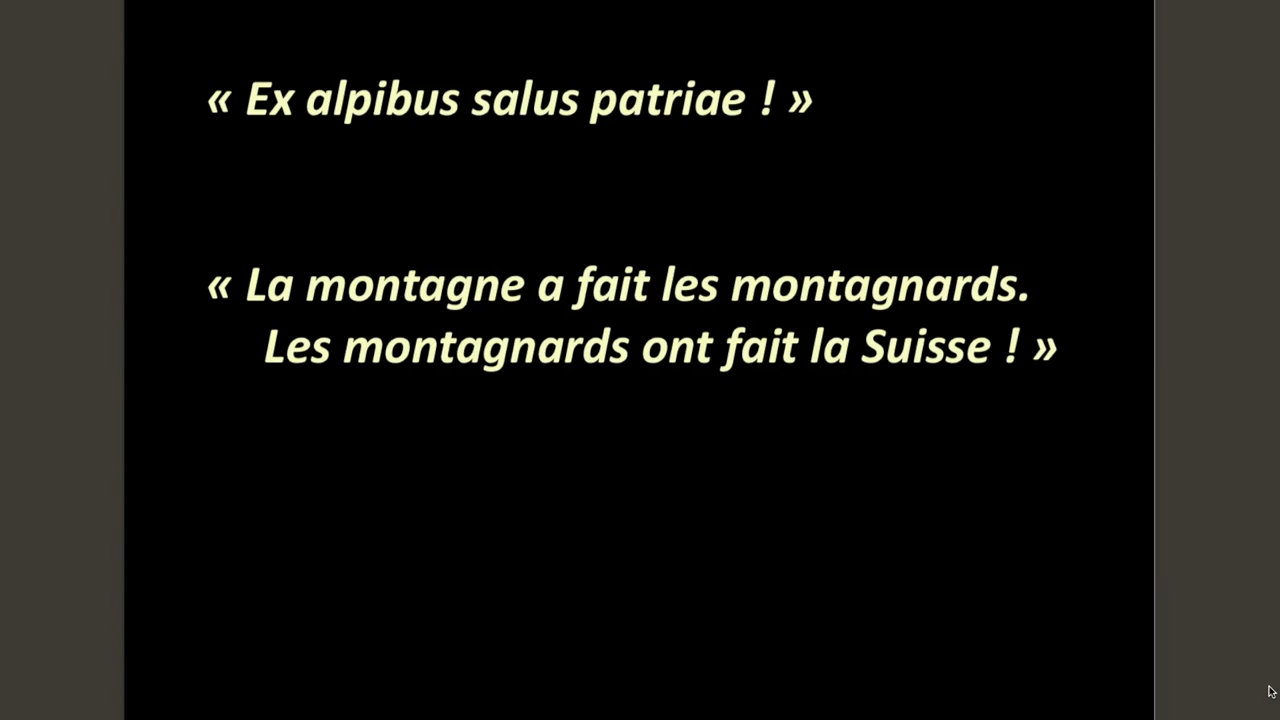 « Ex alpibus salus patriae ! »
« La montagne a fait les montagnards.
Les montagnards ont fait la Suisse ! »